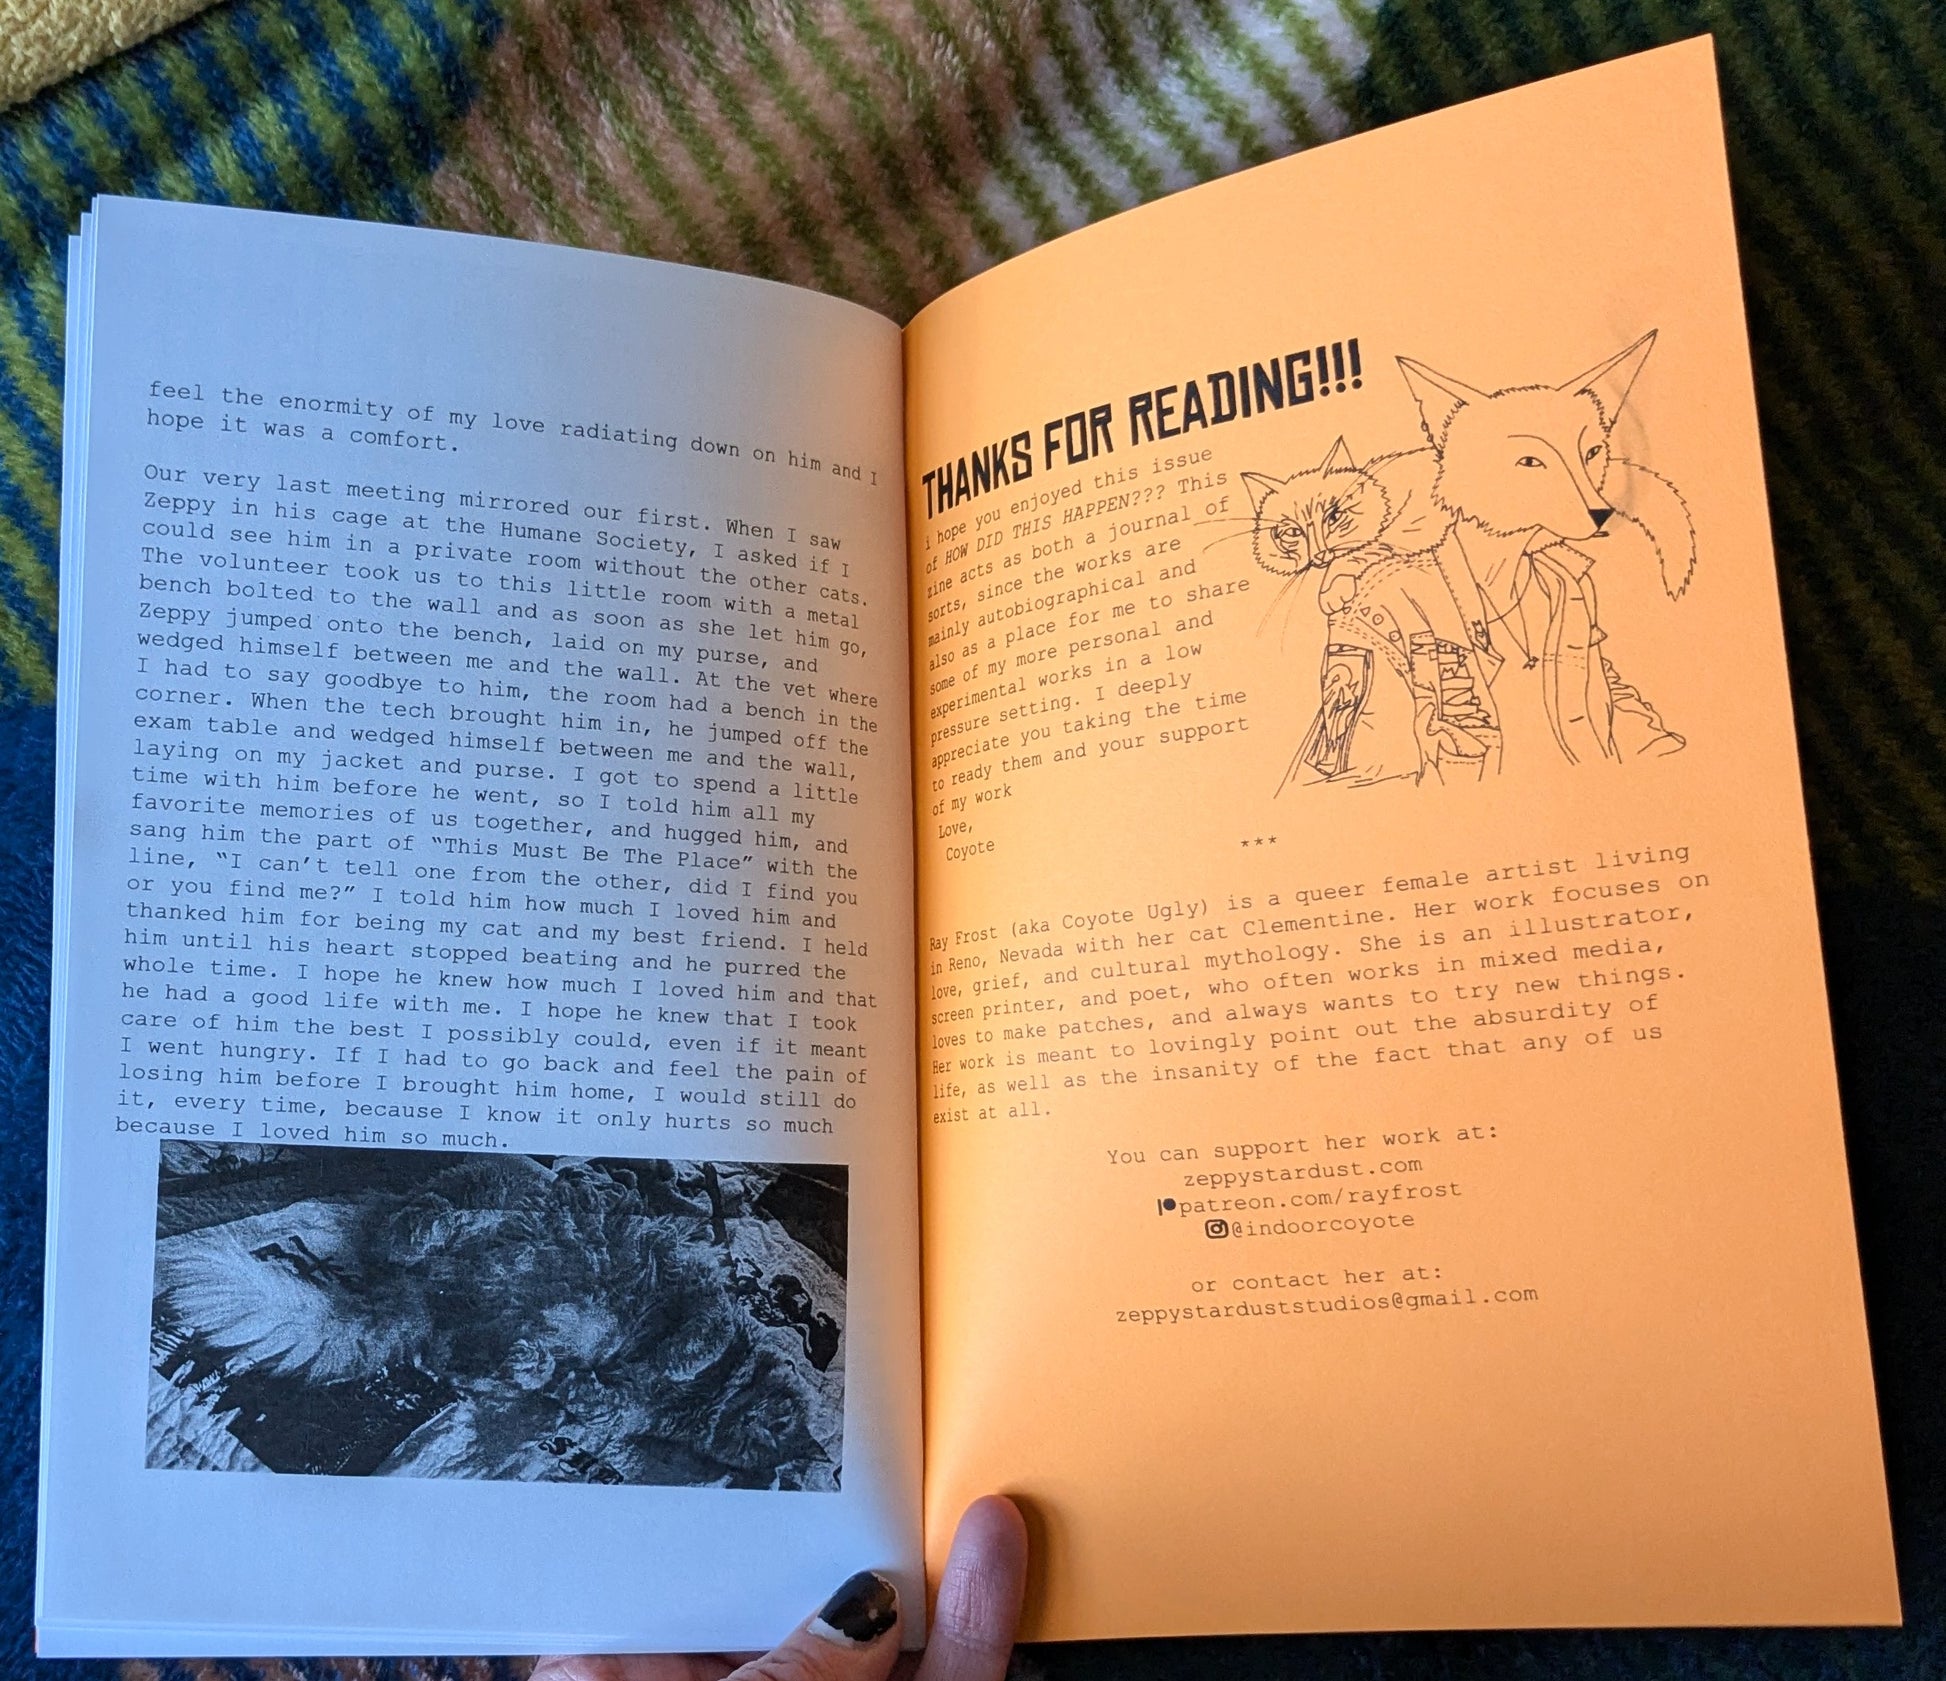 feel the enormity of my love radiating down on him and I
hope it was a comfort.
Our very last meeting mirrored our first. When I saw
Zeppy in his cage at the Humane Society, I asked if I
could see him in a private room without the other cats.
The volunteer took us to this little room with a metal
bench bolted to the wall and as soon as she let him go,
Zeppy jumped onto the bench, laid on my purse, and
wedged himself between me and the wall. At the vet where
I had to say goodbye to him, the room had a bench in the
corner. When the tech brought him in, he jumped off the
exam table and wedged himself between me and the wall,
laying on my jacket and purse. I got to spend a little
time with him before he went, so I told him all my
favorite memories of us together, and hugged him, and
sang him the part of “This Must Be The Place” with the
line, “I can’t tell one from the other, did I find you
or you find me?” I told him how much I loved him and
thanked him for being my cat and my best friend. I held
him until his heart stopped beating and he purred the
whole time. I hope he knew how much I loved him and that
he had a good life with me. I hope he knew that I took
care of him the best I possibly could, even if it meant
I went hungry. If I had to go back and feel the pain of
losing him before I brought him home, I would still do
it, every time, because I know it only hurts so much
because I loved him so much.
THANKS FOR READING!!!
i hope you enjoyed this issue
of HOW DID THIS HAPPEN??? This
zine acts as both a journal of
sorts, since the works are
mainly autobiographical and
also as a place for me to share
some of my more personal and
experimental works in a low
pressure setting. I deeply
appreciate you taking the time
to ready them and your support
of my work
Love,
Coyote
***
Ray Frost (aka Coyote Ugly) is a queer female artist living
in Reno, Nevada with her cat Clementine. Her work focuses on
love, grief, and cultural mythology. She is an illustrator,
screen printer, and poet, who often works in mixed media,
loves to make patches, and always wants to try new things.
Her work is meant to lovingly point out the absurdity of
life, as well as the insanity of the fact that any of us
exist at all.
You can support her work at:
zeppystardust.com
patreon.com/rayfrost
@indoorcoyote
or contact her at:
zeppystarduststudios@gmail.com